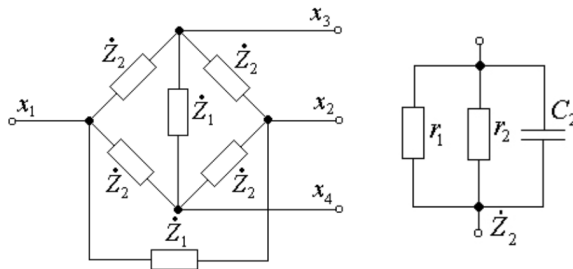 x₃
Ż₂
Ż₂
x₁
Ż₁
x₂
Ż₂
Ż₂
x₄
Ż₁
r₁
r₂
C₂
Ż₂